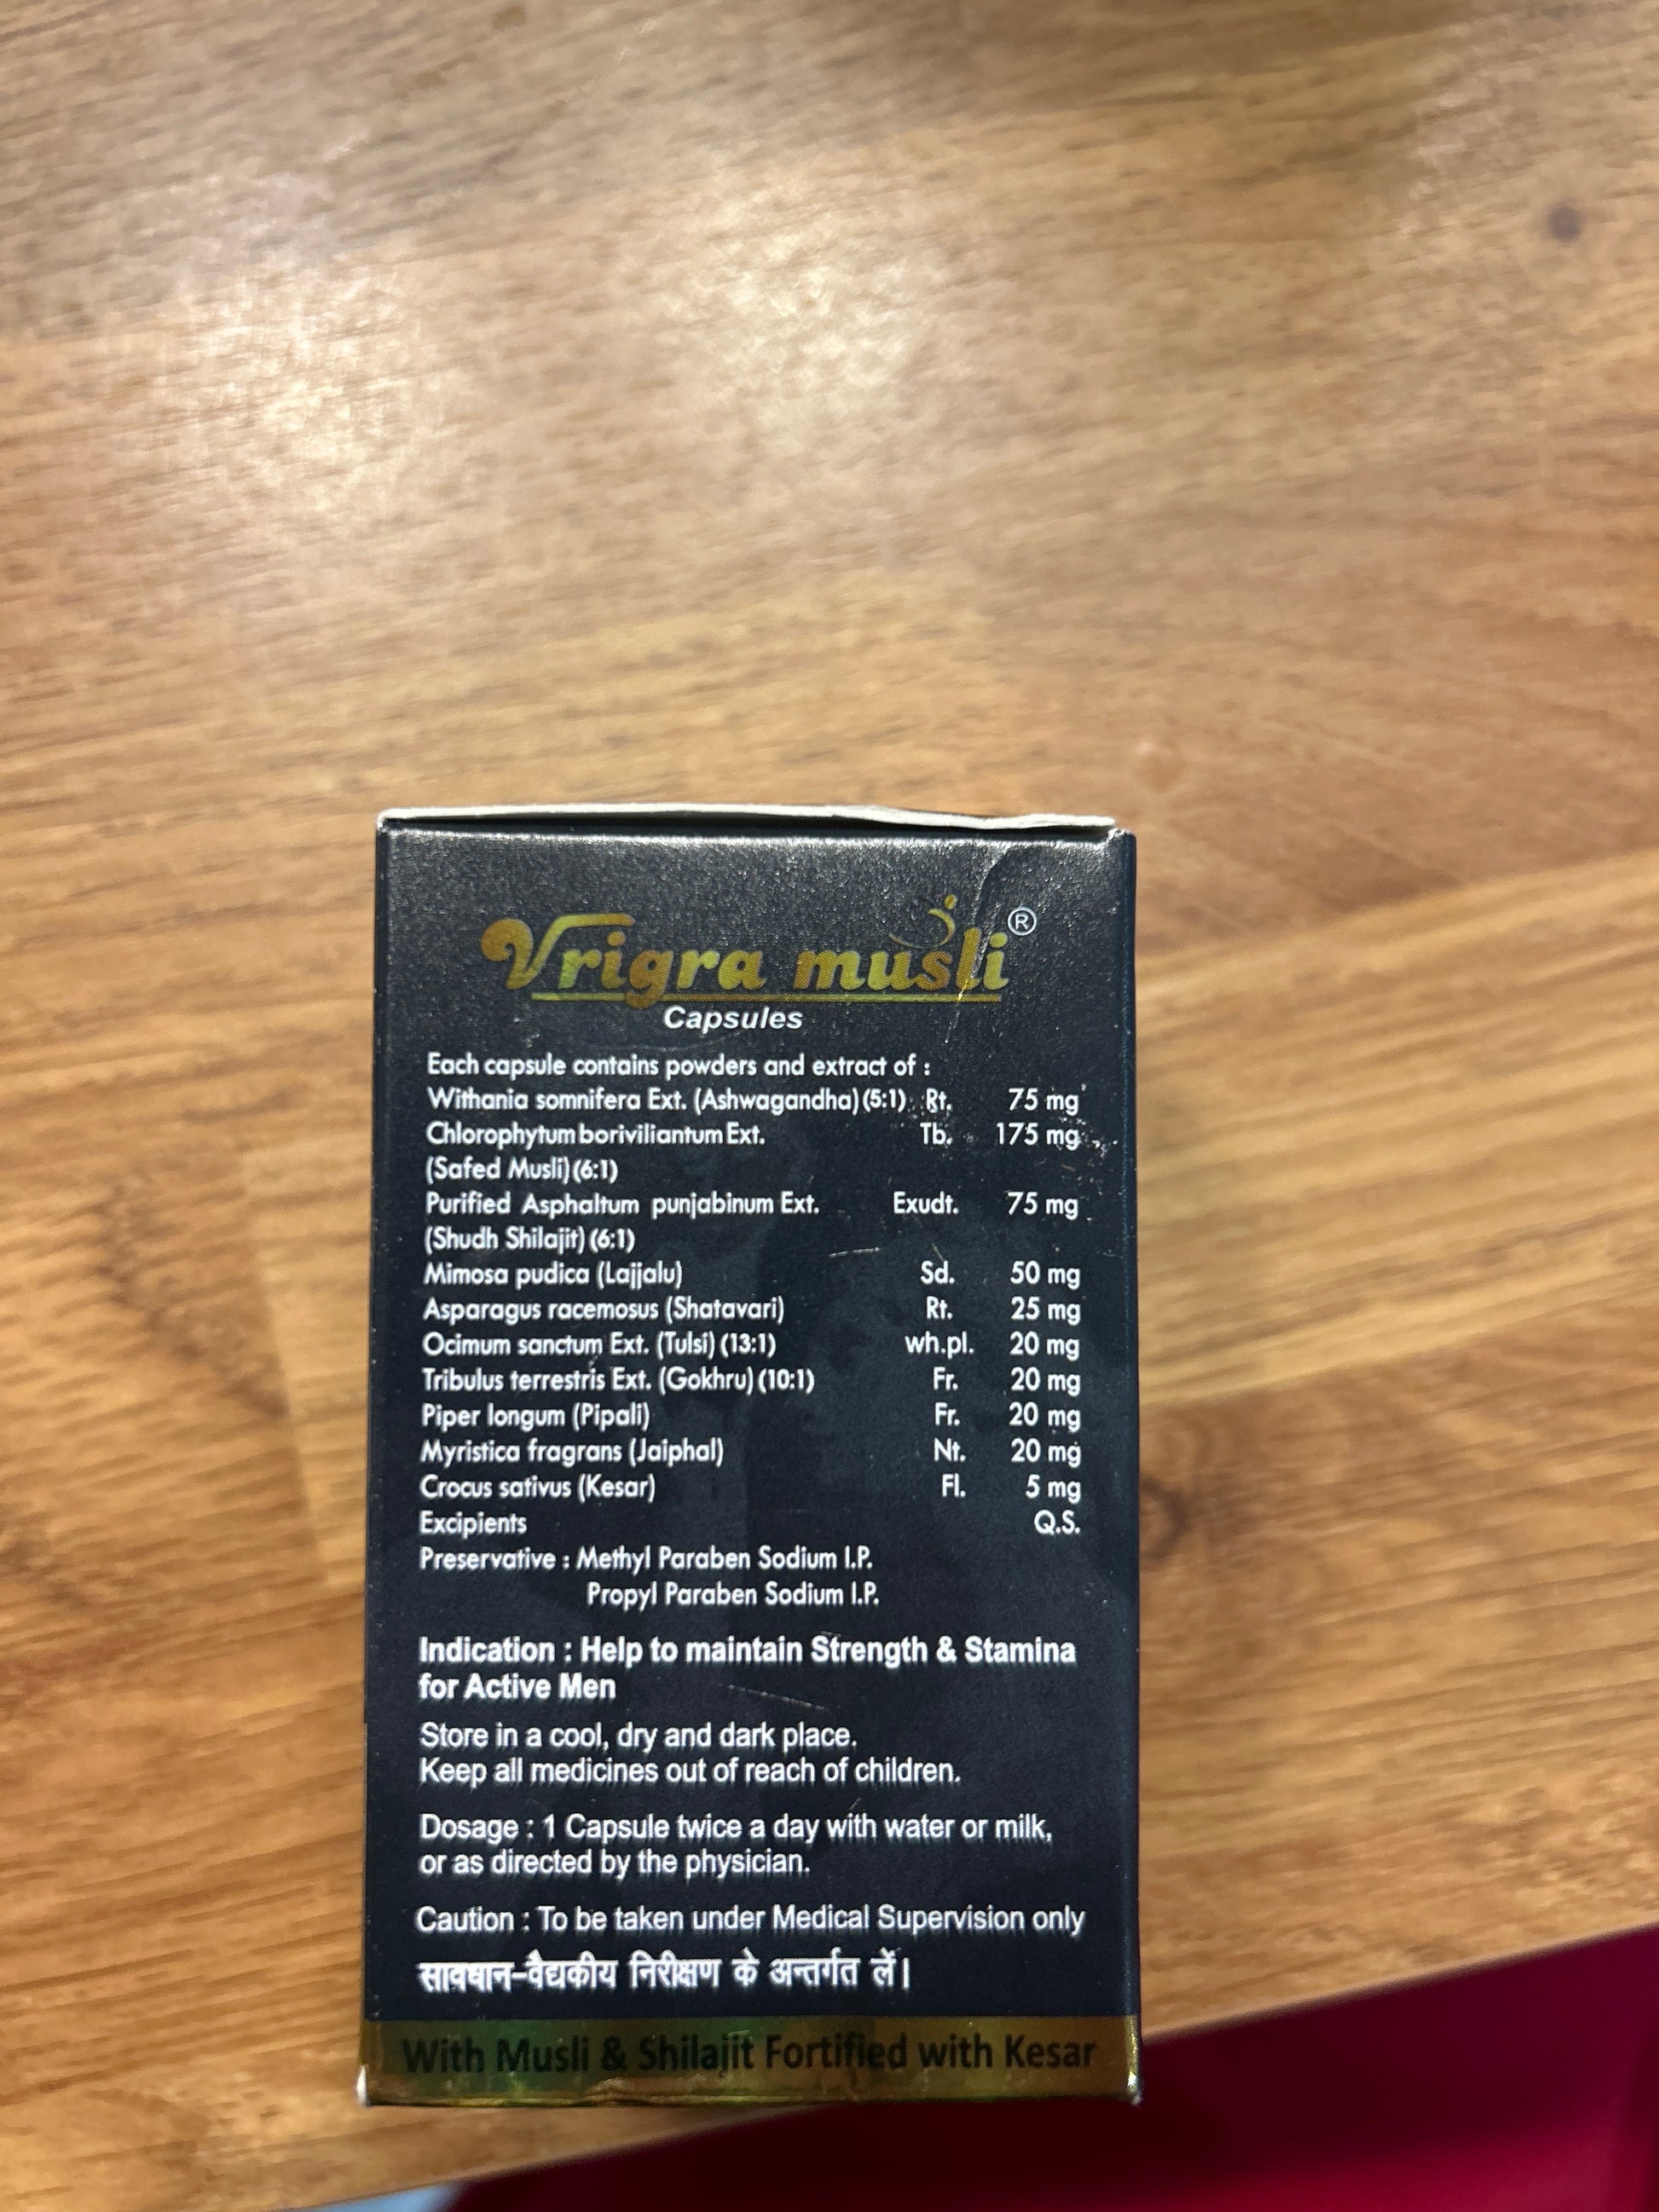 Vrigra musli®
Capsules
Each capsule contains powders and extract of :
Withania somnifera Ext. (Ashwagandha) (5:1) Rt. 75 mg
Chlorophytum boriviliantum Ext. Tb. 175 mg
(Safed Musli) (6:1)
Purified Asphaltum punjabinum Ext. Exudt. 75 mg
(Shudh Shilajit) (6:1)
Mimosa pudica (Lajjalu) Sd. 50 mg
Asparagus racemosus (Shatavari) Rt. 25 mg
Ocimum sanctum Ext. (Tulsi) (13:1) wh.pl. 20 mg
Tribulus terrestris Ext. (Gokhru) (10:1) Fr. 20 mg
Piper longum (Pipali) Fr. 20 mg
Myristica fragrans (Jaiphal) Nt. 20 mg
Crocus sativus (Kesar) Fl. 5 mg
Excipients Q.S.
Preservative : Methyl Paraben Sodium I.P.
Propyl Paraben Sodium I.P.
Indication : Help to maintain Strength & Stamina
for Active Men
Store in a cool, dry and dark place.
Keep all medicines out of reach of children.
Dosage : 1 Capsule twice a day with water or milk,
or as directed by the physician.
Caution : To be taken under Medical Supervision only
सावधान-वैद्यकीय निरीक्षण के अन्तर्गत लें।
With Musli & Shilajit Fortified with Kesar